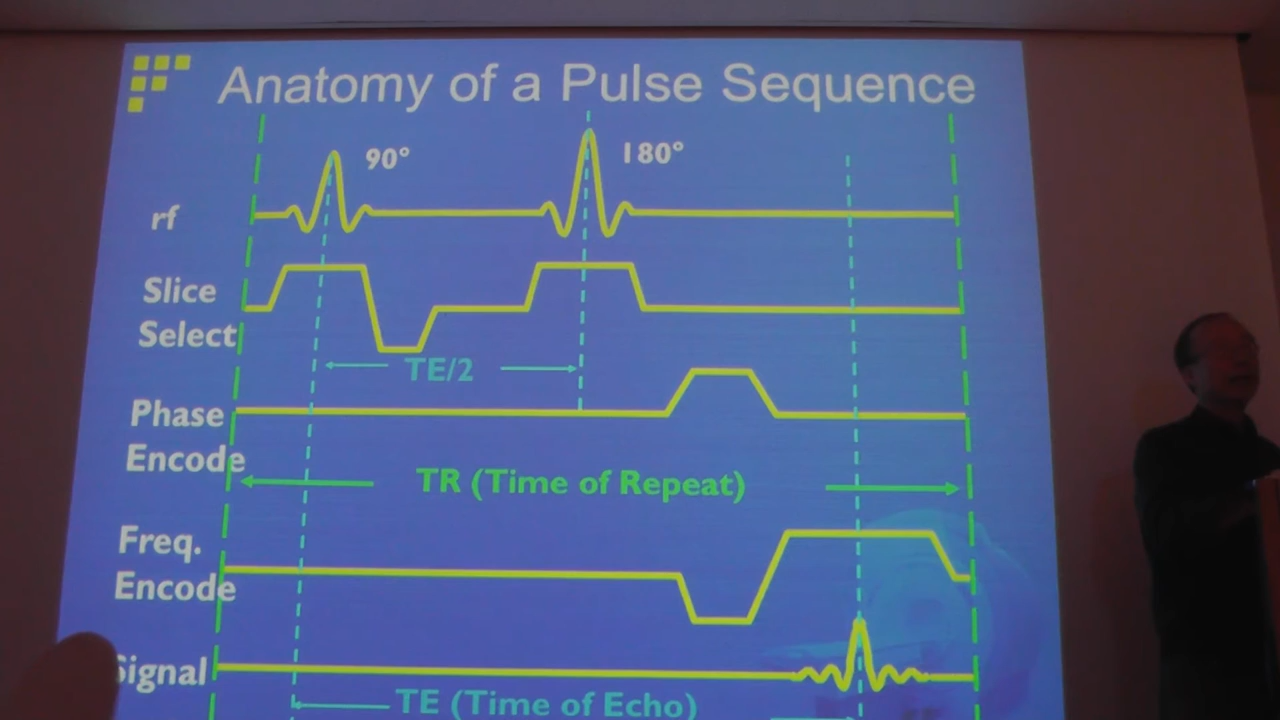 Anatomy of a Pulse Sequence
90°
180°
rf
Slice
Select
TE/2
Phase
Encode
TR (Time of Repeat)
Freq.
Encode
Signal
TE (Time of Echo)